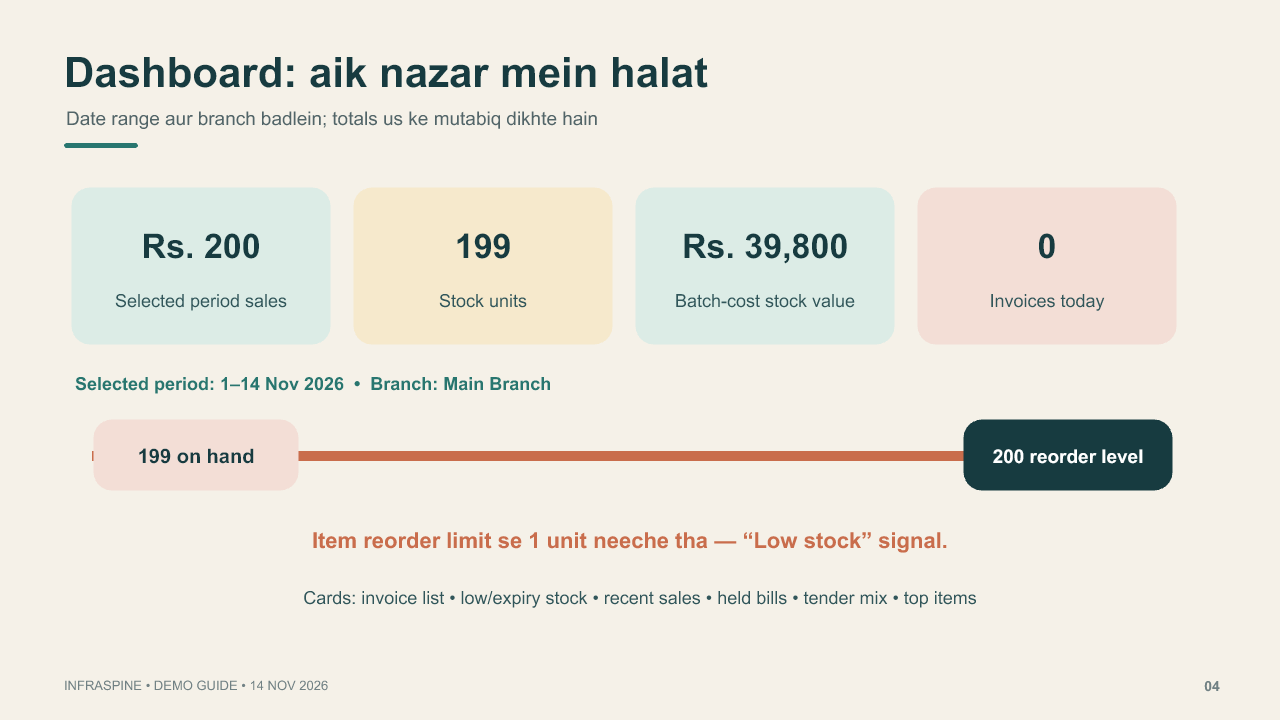 Dashboard: aik nazar mein halat
Date range aur branch badlein; totals us ke mutabiq dikhte hain
Rs. 200
Selected period sales
199
Stock units
Rs. 39,800
Batch-cost stock value
0
Invoices today
Selected period: 1–14 Nov 2026 • Branch: Main Branch
199 on hand
200 reorder level
Item reorder limit se 1 unit neeche tha — “Low stock” signal.
Cards: invoice list • low/expiry stock • recent sales • held bills • tender mix • top items
INFRASPINE • DEMO GUIDE • 14 NOV 2026
04